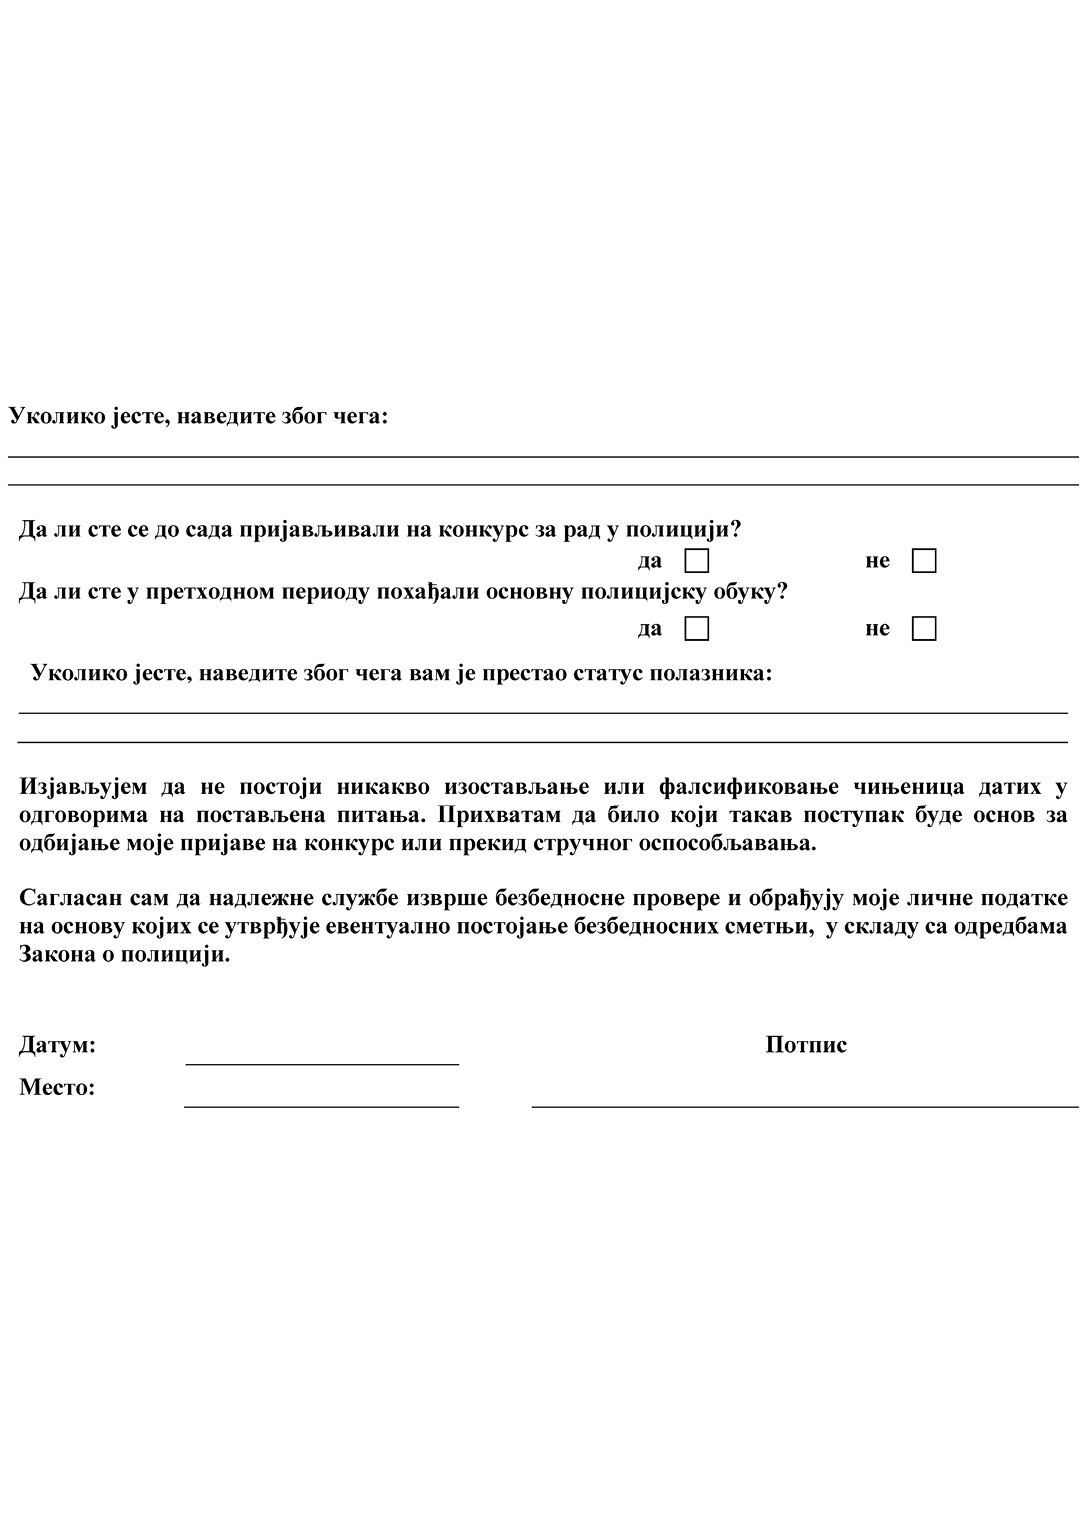 Уколико јесте, наведите због чега:
Да ли сте се до сада пријављивали на конкурс за рад у полицији?
да не
Да ли сте у претходном периоду похађали основну полицијску обуку?
да не
Уколико јесте, наведите због чега вам је престао статус полазника:
Изјављујем да не постоји никакво изостављање или фалсификовање чињеница датих у
одговорима на постављена питања. Прихватам да било који такав поступак буде основ за
одбијање моје пријаве на конкурс или прекид стручног оспособљавања.
Сагласан сам да надлежне службе изврше безбедносне провере и обрађују моје личне податке
на основу којих се утврђује евентуално постојање безбедносних сметњи, у складу са одредбама
Закона о полицији.
Датум: Потпис
Место: